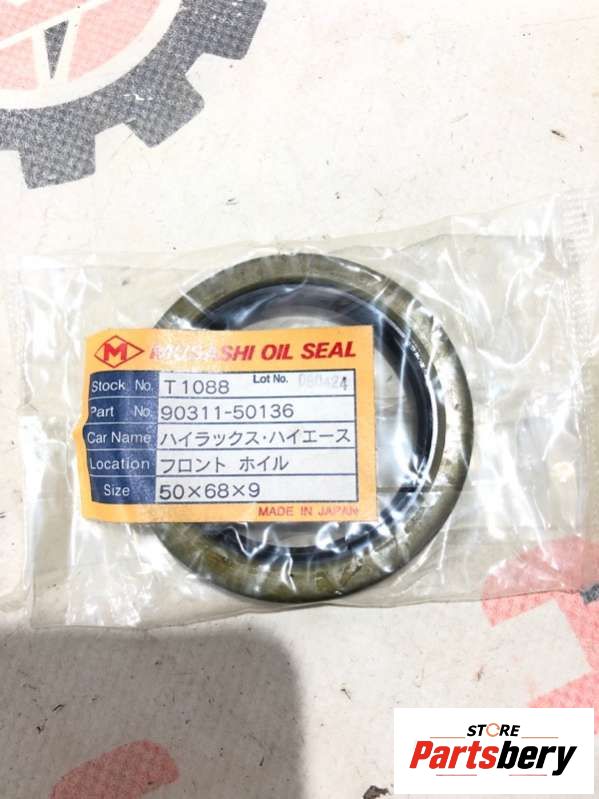 M MUSASHI OIL SEAL
Stock No. T1088 Lot No. 080424
Part No. 90311-50136
Car Name ハイラックス・ハイエース
Location フロント ホイル
Size 50×68×9
MADE IN JAPAN
STORE
Partsbery